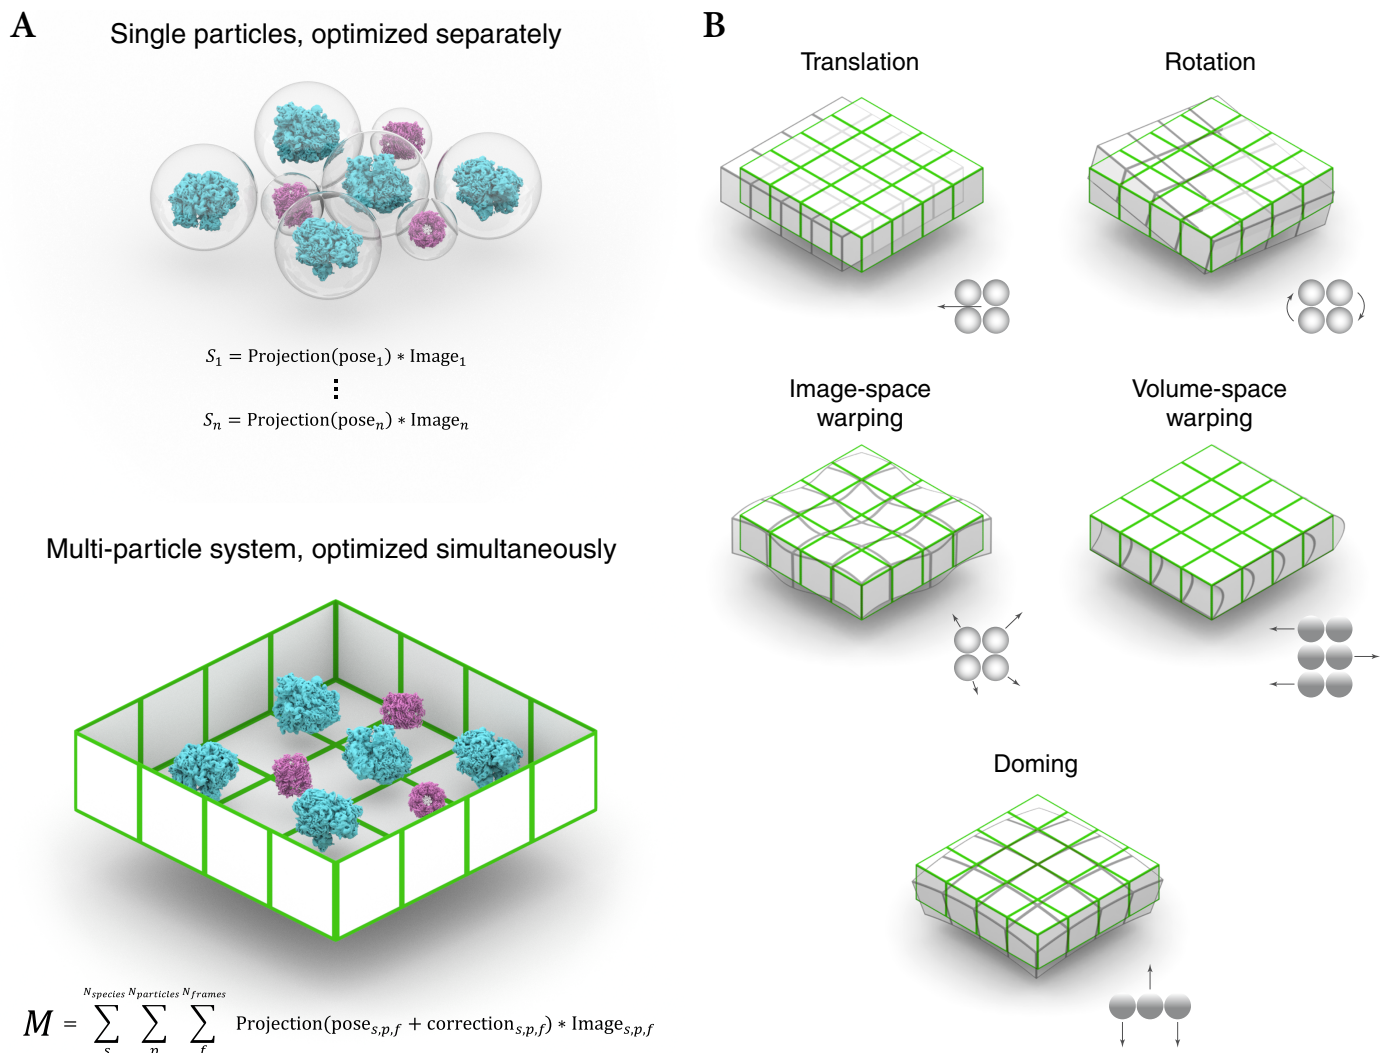 A
Single particles, optimized separately
S₁ = Projection(pose₁) ∗ Image₁
⋮
Sₙ = Projection(poseₙ) ∗ Imageₙ
Multi-particle system, optimized simultaneously
N_species N_particles N_frames
M = ∑ ∑ ∑ Projection(pose_s,p,f + correction_s,p,f) ∗ Image_s,p,f
s p f
B
Translation
Rotation
Image-space
warping
Volume-space
warping
Doming